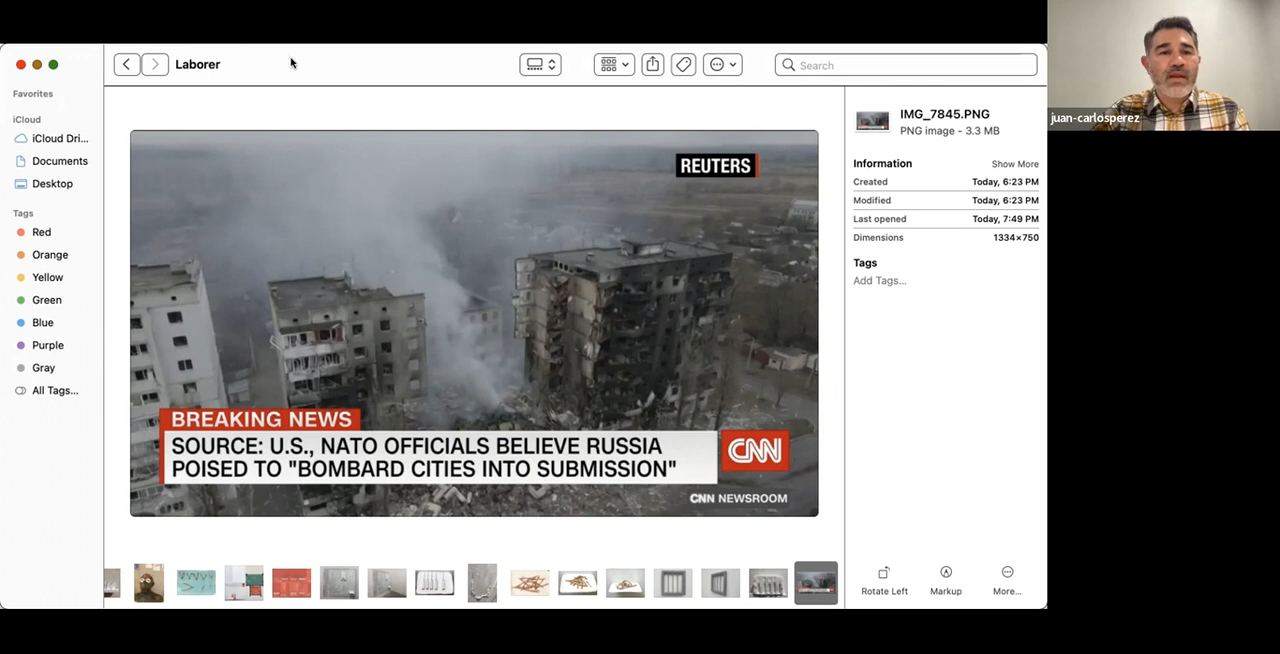 Laborer
Search
Favorites
iCloud
iCloud Dri...
Documents
Desktop
Tags
Red
Orange
Yellow
Green
Blue
Purple
Gray
All Tags...
REUTERS
BREAKING NEWS
SOURCE: U.S., NATO OFFICIALS BELIEVE RUSSIA
POISED TO "BOMBARD CITIES INTO SUBMISSION"
CNN
CNN NEWSROOM
IMG_7845.PNG
PNG image - 3.3 MB
Information Show More
Created Today, 6:23 PM
Modified Today, 6:23 PM
Last opened Today, 7:49 PM
Dimensions 1334×750
Tags
Add Tags...
Rotate Left Markup More...
juan-carlosperez